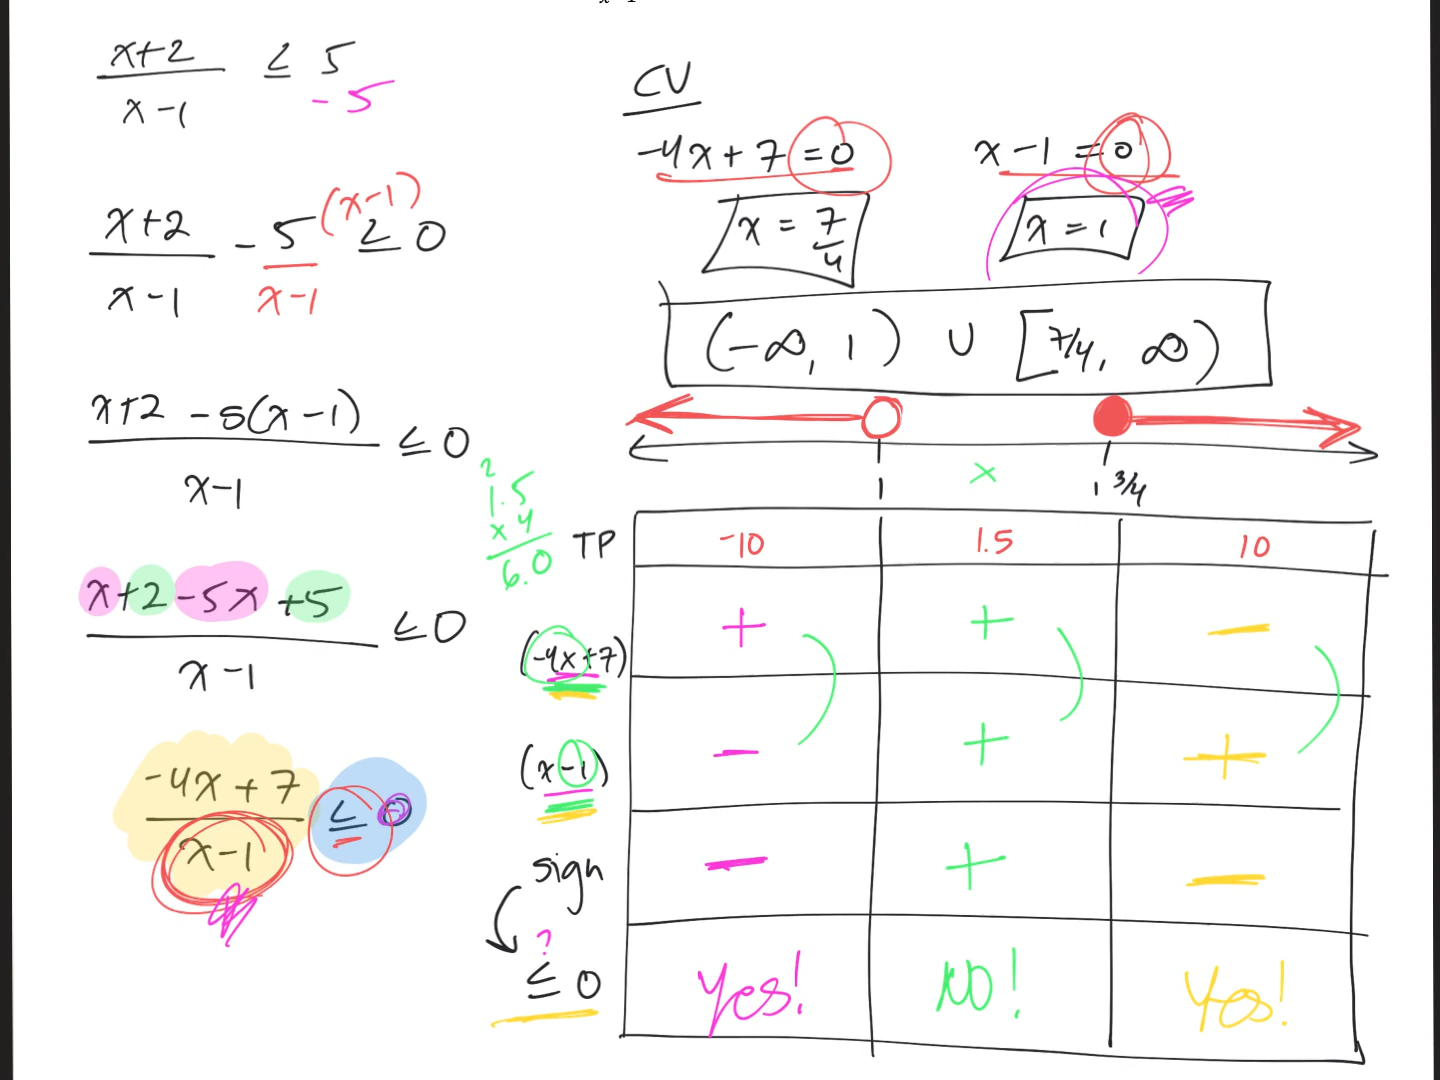 x+2 / x-1 ≤ 5
-5
x+2 / x-1 - 5(x-1) / x-1 ≤ 0
x+2 -5(x-1) / x-1 ≤ 0
x+2-5x+5 / x-1 ≤ 0
-4x+7 / x-1 ≤ 0
CV
-4x+7=0 x-1=0
x = 7/4 x = 1
(-∞, 1) ∪ [7/4, ∞)
1 x 1 3/4
2
1.5
x 4
6.0
TP -10 1.5 10
(-4x+7) + + -
(x-1) - + +
sign - + -
?
≤ 0 Yes! NO! Yes!